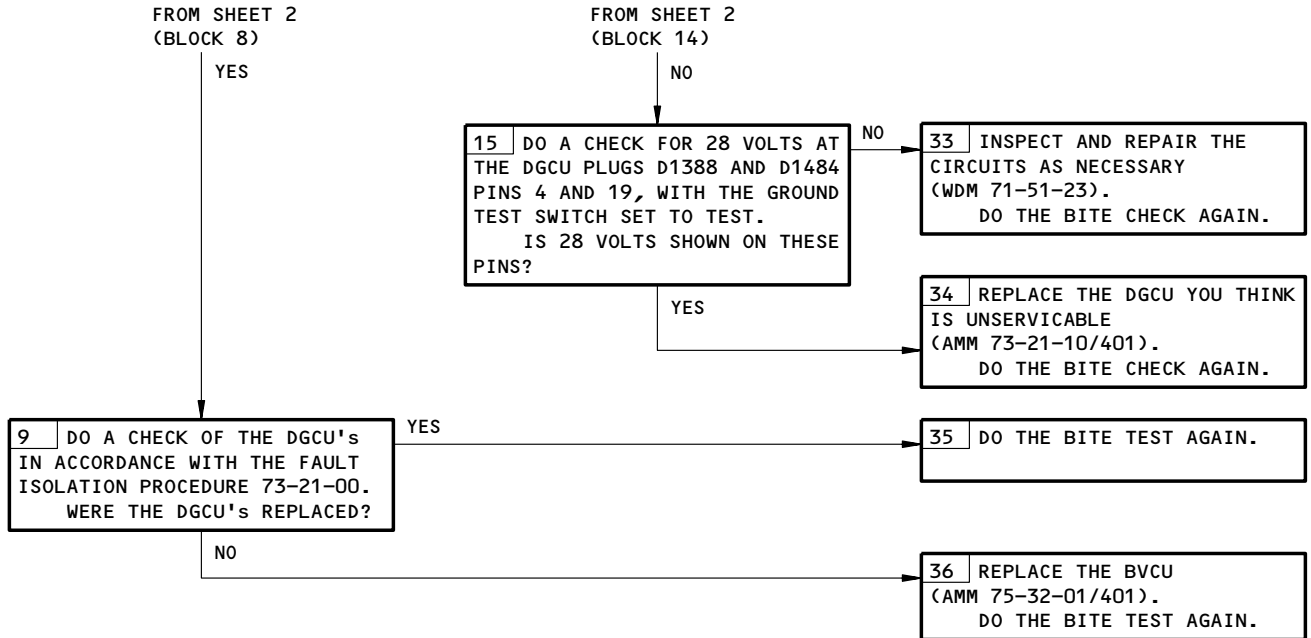 FROM SHEET 2
(BLOCK 8)
YES
FROM SHEET 2
(BLOCK 14)
NO
15 DO A CHECK FOR 28 VOLTS AT
THE DGCU PLUGS D1388 AND D1484
PINS 4 AND 19, WITH THE GROUND
TEST SWITCH SET TO TEST.
IS 28 VOLTS SHOWN ON THESE
PINS?
NO
33 INSPECT AND REPAIR THE
CIRCUITS AS NECESSARY
(WDM 71-51-23).
DO THE BITE CHECK AGAIN.
YES
34 REPLACE THE DGCU YOU THINK
IS UNSERVICABLE
(AMM 73-21-10/401).
DO THE BITE CHECK AGAIN.
9 DO A CHECK OF THE DGCU's
IN ACCORDANCE WITH THE FAULT
ISOLATION PROCEDURE 73-21-00.
WERE THE DGCU's REPLACED?
YES
35 DO THE BITE TEST AGAIN.
NO
36 REPLACE THE BVCU
(AMM 75-32-01/401).
DO THE BITE TEST AGAIN.